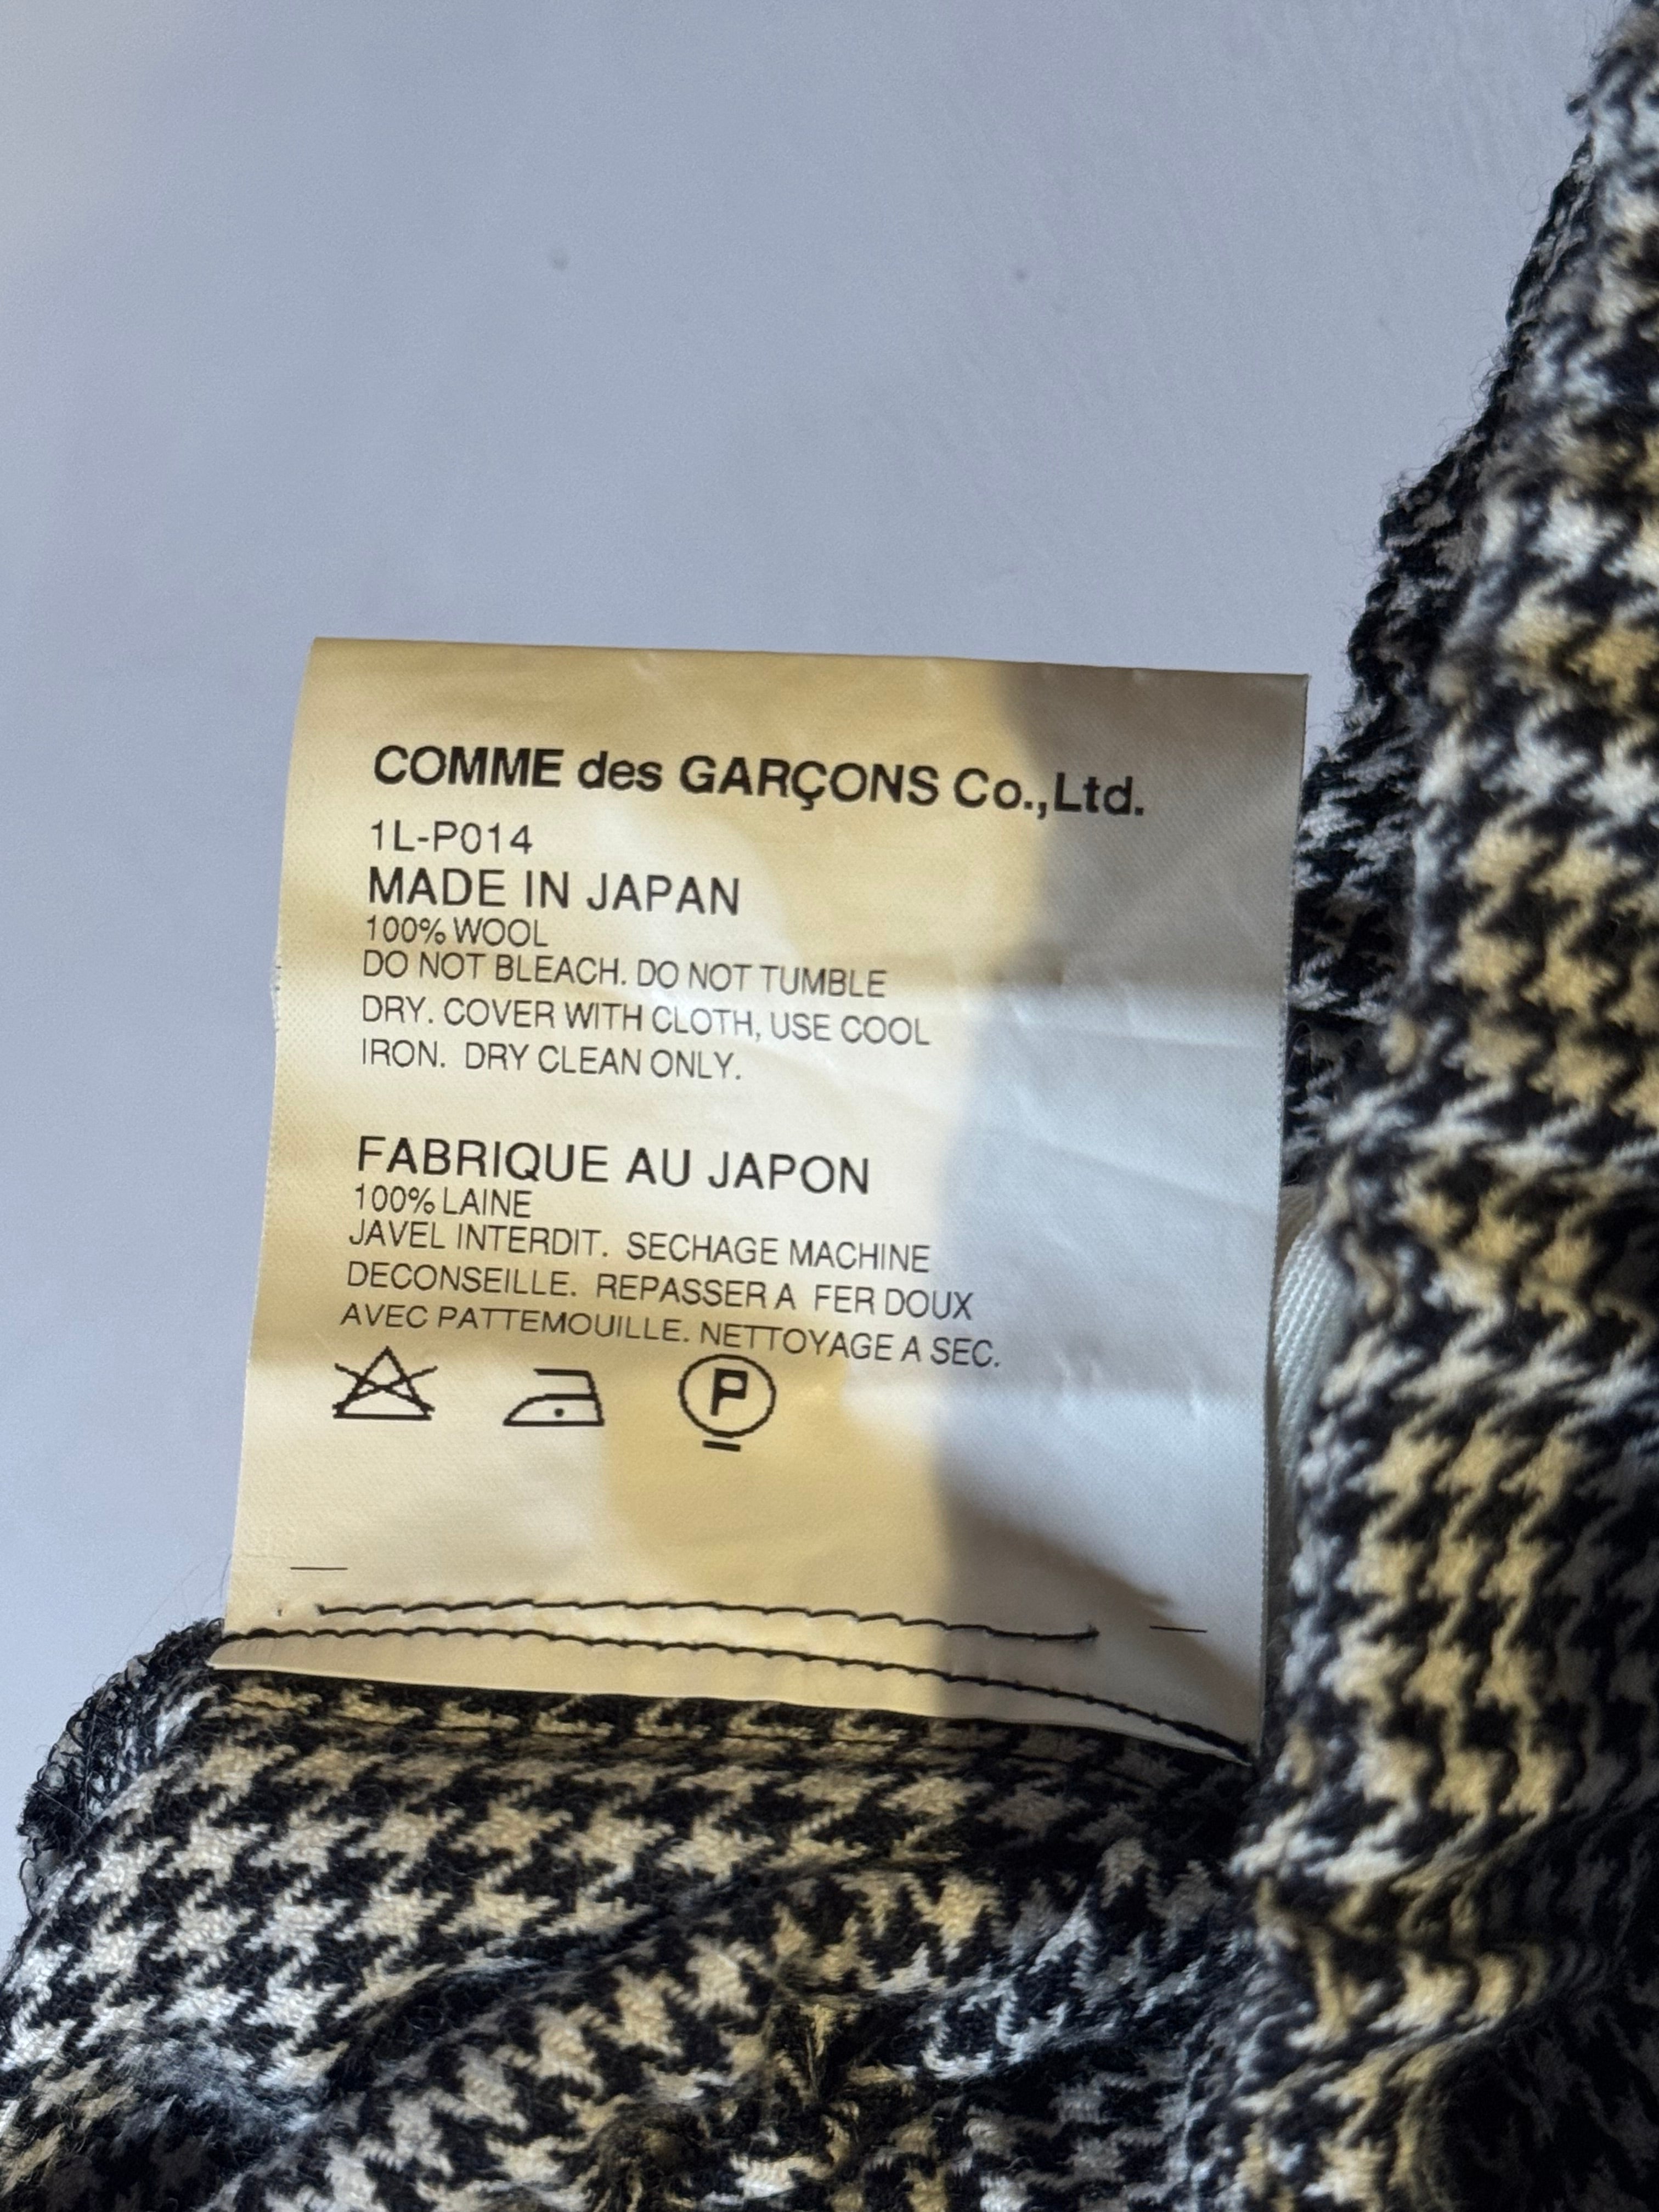 COMME des GARÇONS Co.,Ltd.
1L-P014
MADE IN JAPAN
100% WOOL
DO NOT BLEACH. DO NOT TUMBLE
DRY. COVER WITH CLOTH, USE COOL
IRON. DRY CLEAN ONLY.
FABRIQUE AU JAPON
100% LAINE
JAVEL INTERDIT. SECHAGE MACHINE
DECONSEILLE. REPASSER A FER DOUX
AVEC PATTEMOUILLE. NETTOYAGE A SEC.
P